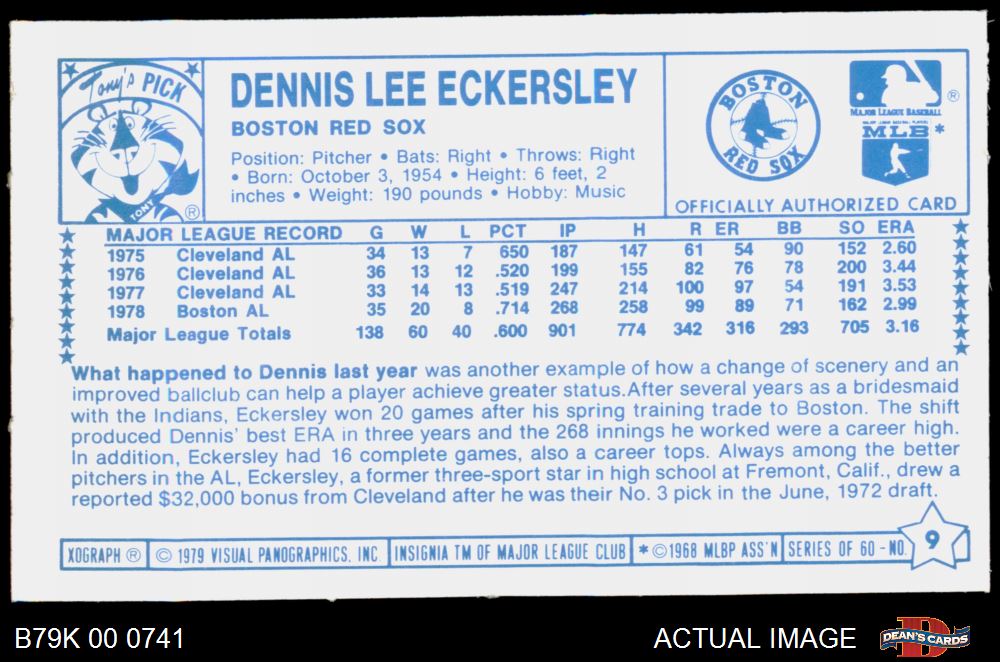 Tony's PICK
TONY
®
DENNIS LEE ECKERSLEY
BOSTON RED SOX
Position: Pitcher • Bats: Right • Throws: Right
• Born: October 3, 1954 • Height: 6 feet, 2
inches • Weight: 190 pounds • Hobby: Music
BOSTON
RED SOX
®
MAJOR LEAGUE BASEBALL
MAJOR LEAGUE BASEBALL PLAYERS
MLB *
OFFICIALLY AUTHORIZED CARD
MAJOR LEAGUE RECORD G W L PCT IP H R ER BB SO ERA
1975 Cleveland AL 34 13 7 650 187 147 61 54 90 152 2.60
1976 Cleveland AL 36 13 12 .520 199 155 82 76 78 200 3.44
1977 Cleveland AL 33 14 13 .519 247 214 100 97 54 191 3.53
1978 Boston AL 35 20 8 .714 268 258 99 89 71 162 2.99
Major League Totals 138 60 40 .600 901 774 342 316 293 705 3.16
What happened to Dennis last year was another example of how a change of scenery and an
improved ballclub can help a player achieve greater status.After several years as a bridesmaid
with the Indians, Eckersley won 20 games after his spring training trade to Boston. The shift
produced Dennis' best ERA in three years and the 268 innings he worked were a career high.
In addition, Eckersley had 16 complete games, also a career tops. Always among the better
pitchers in the AL, Eckersley, a former three-sport star in high school at Fremont, Calif., drew a
reported $32,000 bonus from Cleveland after he was their No. 3 pick in the June, 1972 draft.
XOGRAPH ® © 1979 VISUAL PANOGRAPHICS, INC. INSIGNIA TM OF MAJOR LEAGUE CLUB * ©1968 MLBP ASS'N SERIES OF 60 - NO. 9
B79K 00 0741 ACTUAL IMAGE DEAN'S CARDS